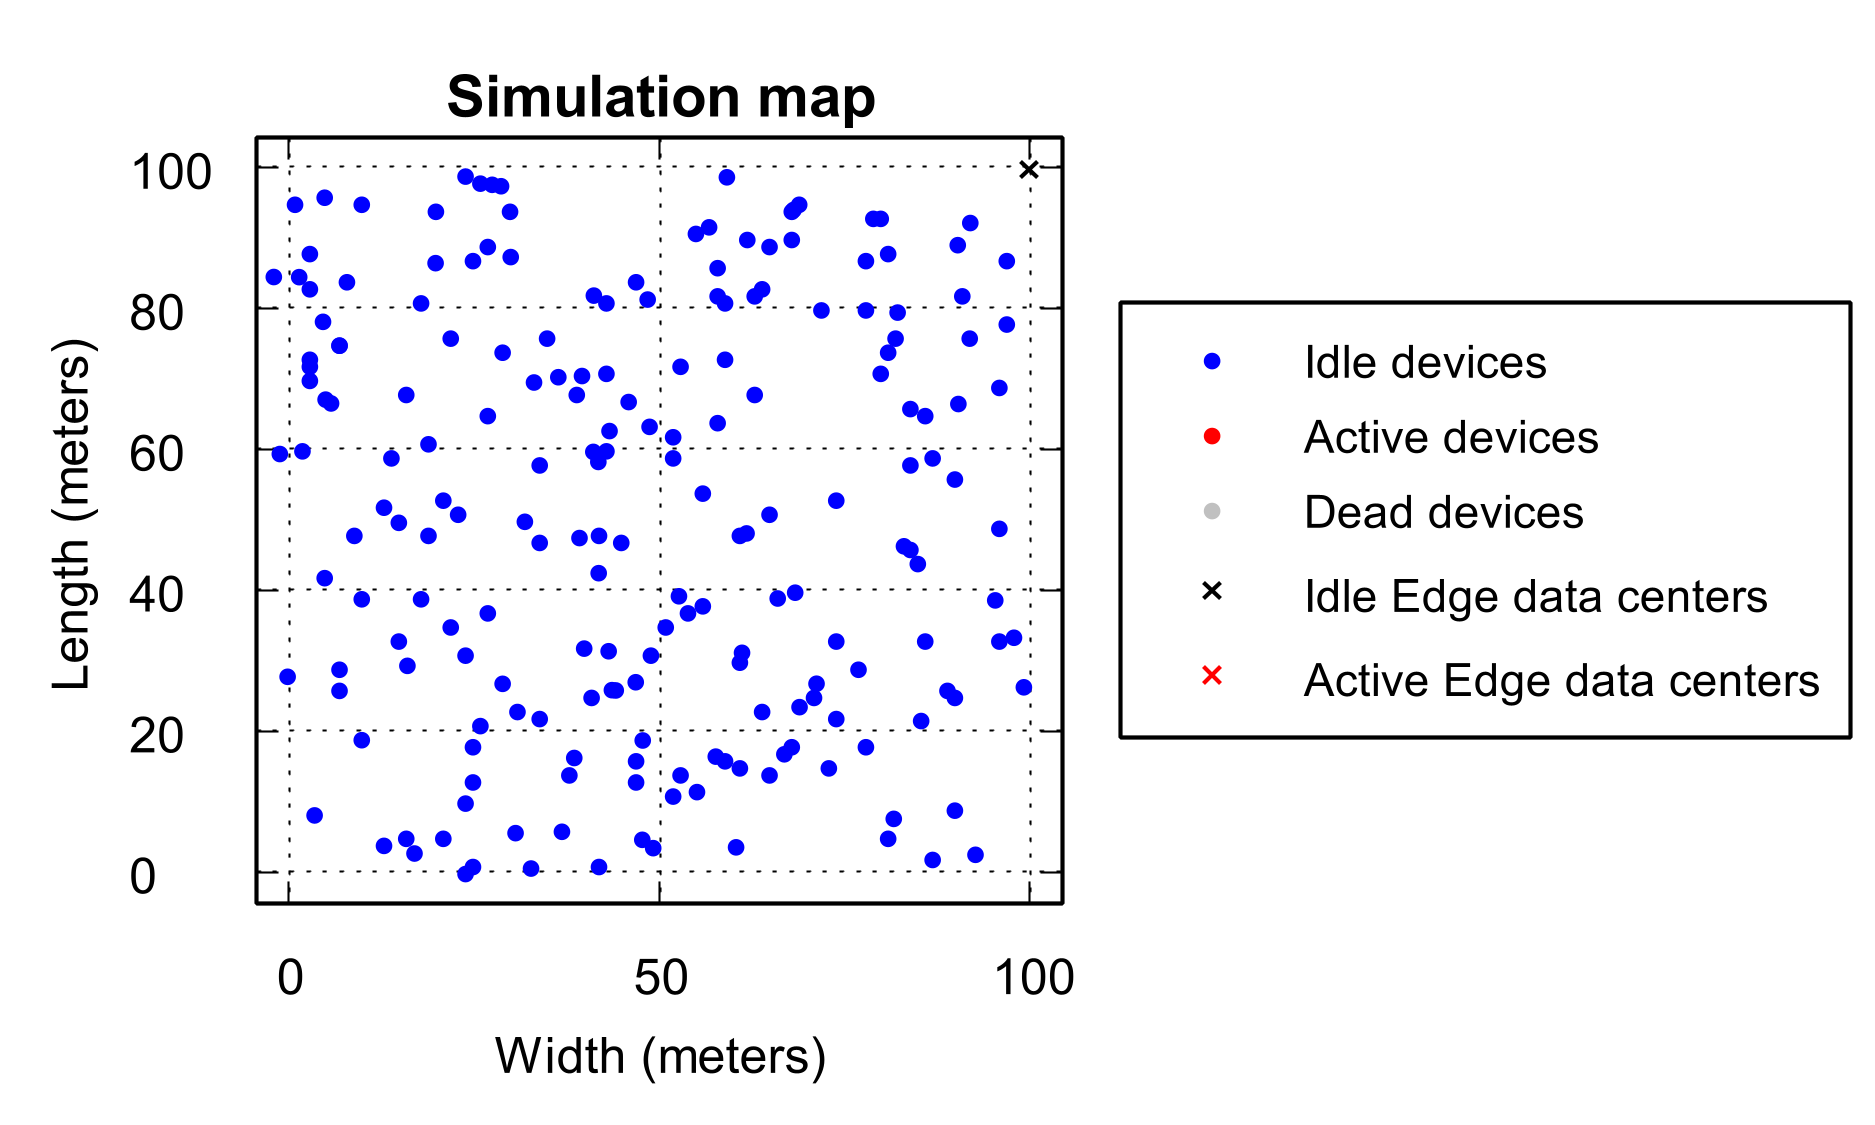 Simulation map
Length (meters)
100
80
60
40
20
0
0 50 100
Width (meters)
Idle devices
Active devices
Dead devices
Idle Edge data centers
Active Edge data centers